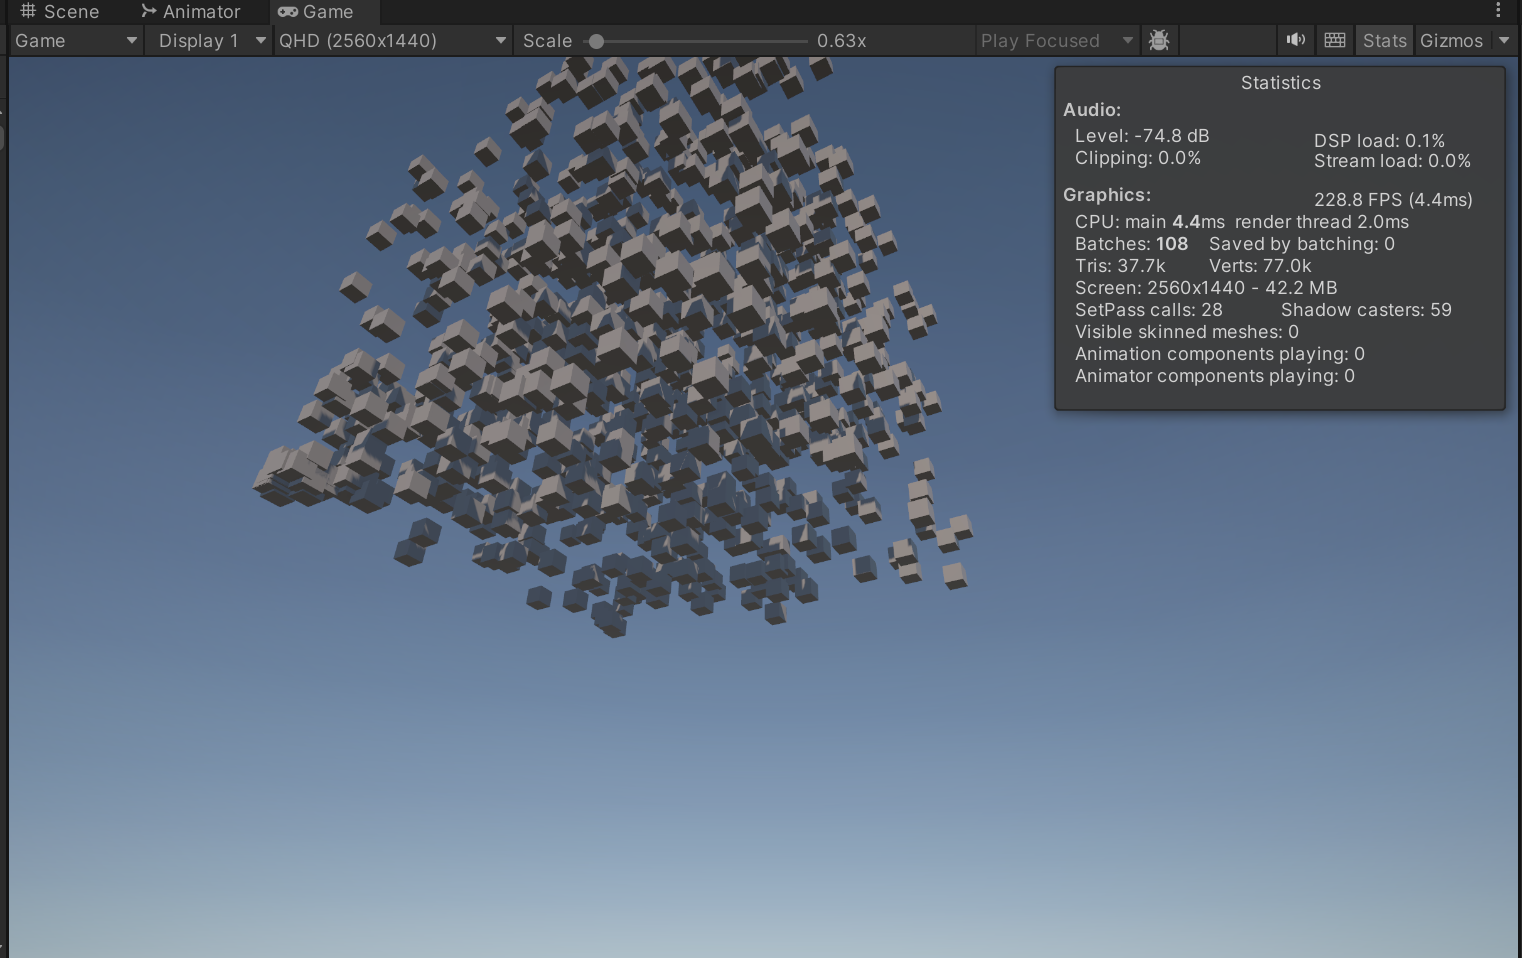 Scene Animator Game
Game Display 1 QHD (2560x1440) Scale 0.63x Play Focused Stats Gizmos
Statistics
Audio:
Level: -74.8 dB DSP load: 0.1%
Clipping: 0.0% Stream load: 0.0%
Graphics: 228.8 FPS (4.4ms)
CPU: main 4.4ms render thread 2.0ms
Batches: 108 Saved by batching: 0
Tris: 37.7k Verts: 77.0k
Screen: 2560x1440 - 42.2 MB
SetPass calls: 28 Shadow casters: 59
Visible skinned meshes: 0
Animation components playing: 0
Animator components playing: 0